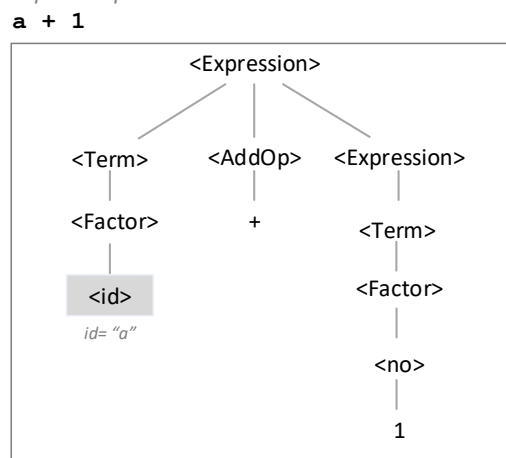 a + 1
<Expression>
<Term> <AddOp> <Expression>
<Factor> + <Term>
<id> <Factor>
id= "a"
<no>
1